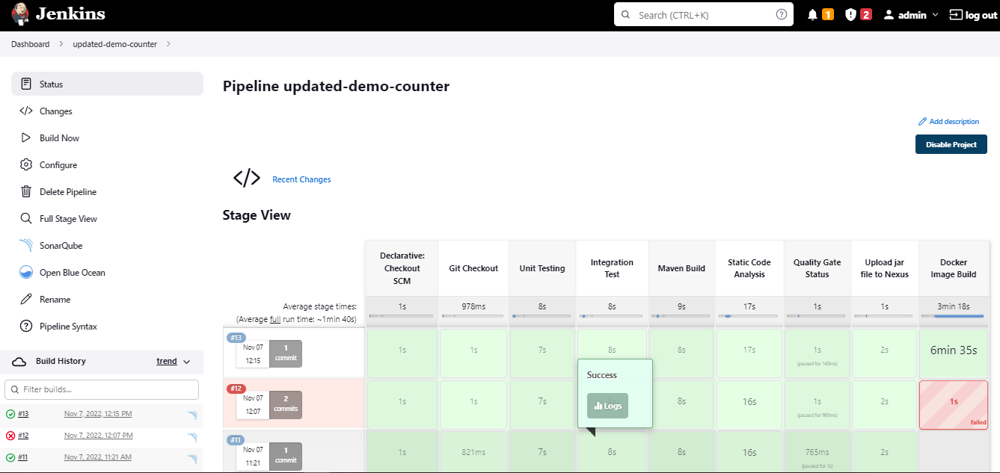 Jenkins
Search (CTRL+K)
?
1
2
admin
log out
Dashboard
updated-demo-counter
Status
Changes
Build Now
Configure
Delete Pipeline
Full Stage View
SonarQube
Open Blue Ocean
Rename
Pipeline Syntax
Build History
trend
Filter builds...
#13
Nov 7, 2022, 12:15 PM
#12
Nov 7, 2022, 12:07 PM
#11
Nov 7, 2022, 11:21 AM
Pipeline updated-demo-counter
Add description
Disable Project
Recent Changes
Stage View
Declarative: Checkout SCM
Git Checkout
Unit Testing
Integration Test
Maven Build
Static Code Analysis
Quality Gate Status
Upload jar file to Nexus
Docker Image Build
Average stage times:
(Average full run time: ~1min 40s)
1s
978ms
8s
8s
9s
17s
1s
1s
3min 18s
#13
Nov 07
12:15
1
commit
1s
1s
7s
8s
8s
17s
1s
(paused for 140ms)
2s
6min 35s
#12
Nov 07
12:07
2
commits
1s
1s
7s
Success
Logs
8s
16s
1s
(paused for 983ms)
2s
1s
failed
#11
Nov 07
11:21
1
commit
1s
821ms
7s
8s
8s
16s
765ms
(paused for 1s)
2s